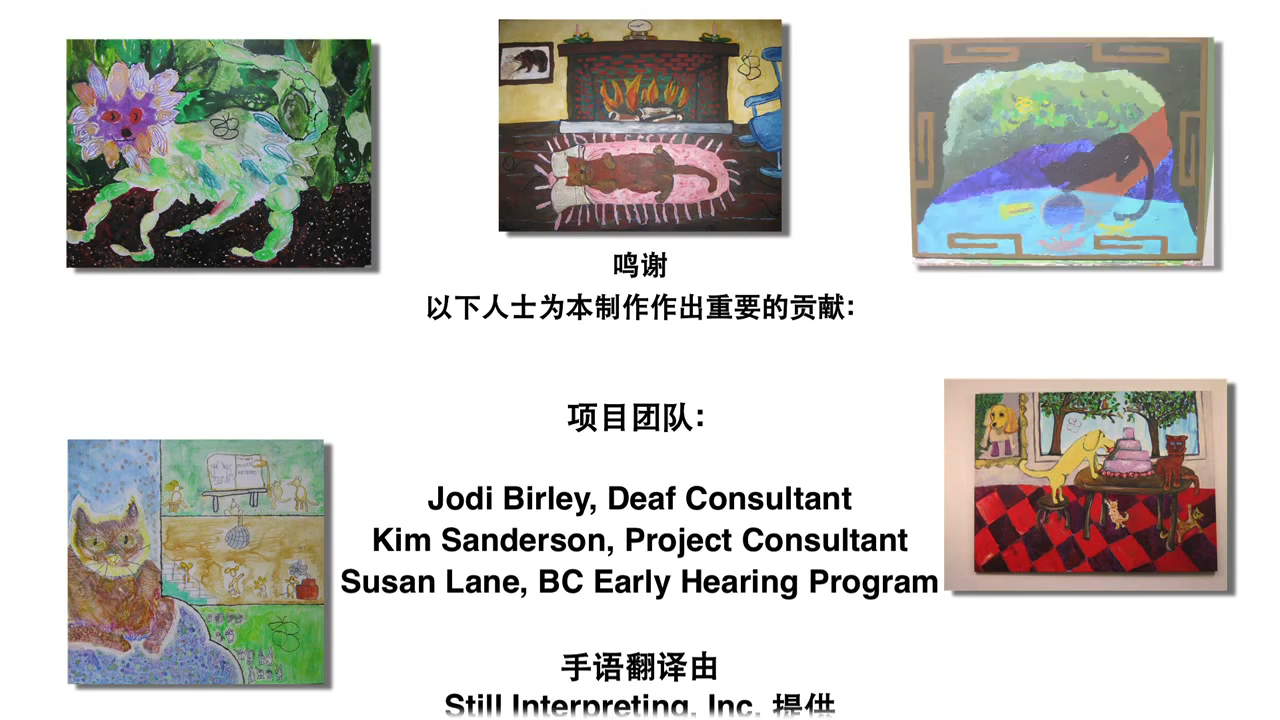 鸣谢
以下人士为本制作作出重要的贡献:
项目团队:
Jodi Birley, Deaf Consultant
Kim Sanderson, Project Consultant
Susan Lane, BC Early Hearing Program
手语翻译由
Still Interpreting, Inc. 提供